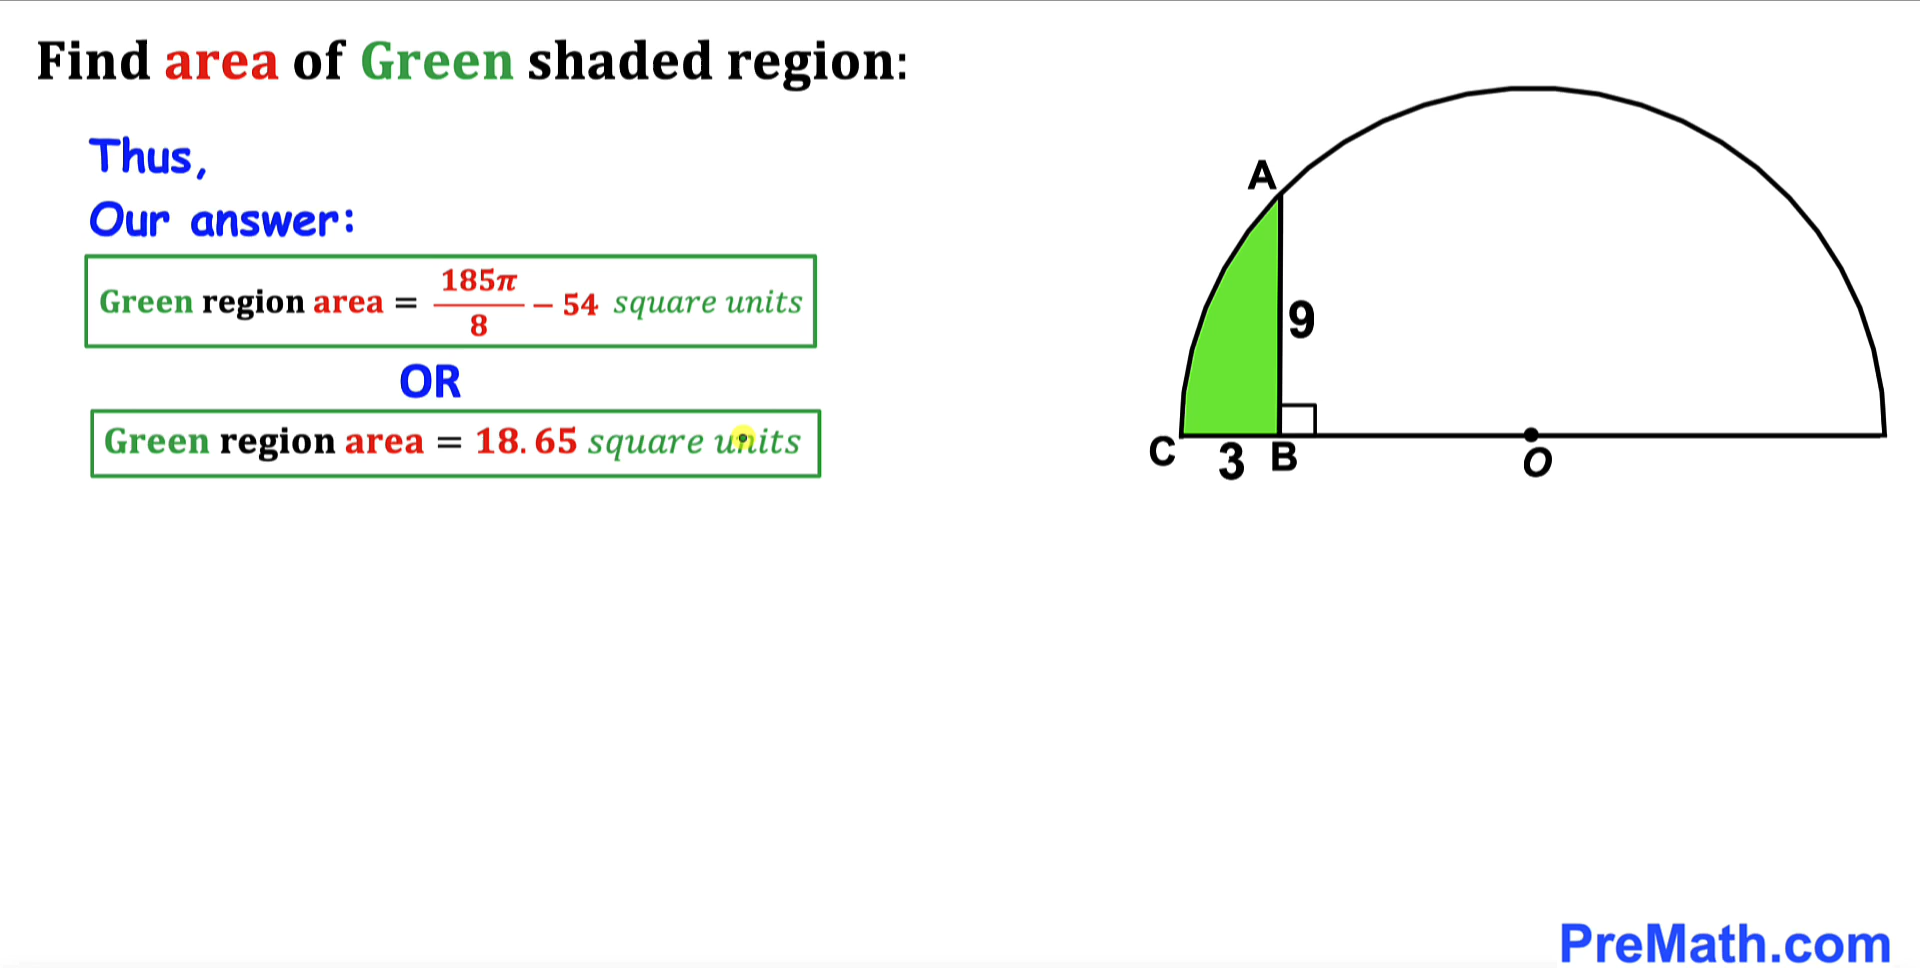 Find area of Green shaded region:
Thus,
Our answer:
Green region area = 185π/8 − 54 square units
OR
Green region area = 18.65 square units
A
9
C 3 B O
PreMath.com